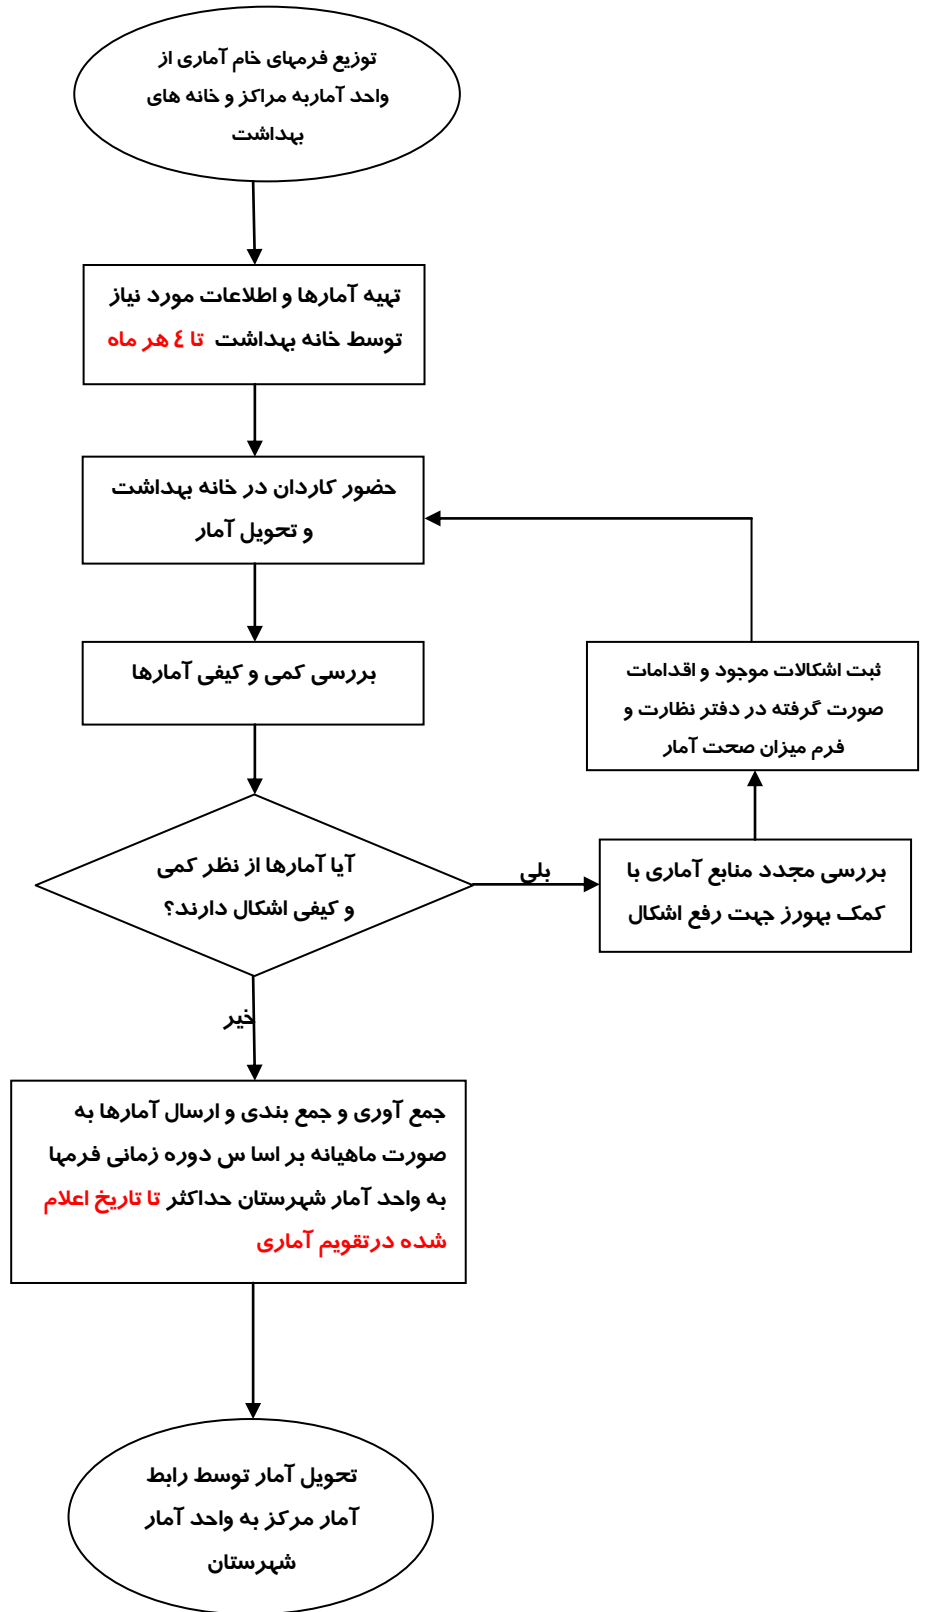 توزیع فرمهای خام آماری از
واحد آماربه مراکز و خانه های
بهداشت
تهیه آمارها و اطلاعات مورد نیاز
توسط خانه بهداشت تا ٤ هر ماه
حضور کاردان در خانه بهداشت
و تحویل آمار
بررسی کمی و کیفی آمارها
ثبت اشکالات موجود و اقدامات
صورت گرفته در دفتر نظارت و
فرم میزان صحت آمار
آیا آمارها از نظر کمی
و کیفی اشکال دارند؟
بلی
بررسی مجدد منابع آماری با
کمک بهورز جهت رفع اشکال
خیر
جمع آوری و جمع بندی و ارسال آمارها به
صورت ماهیانه بر اسا س دوره زمانی فرمها
به واحد آمار شهرستان حداکثر تا تاریخ اعلام
شده درتقویم آماری
تحویل آمار توسط رابط
آمار مرکز به واحد آمار
شهرستان